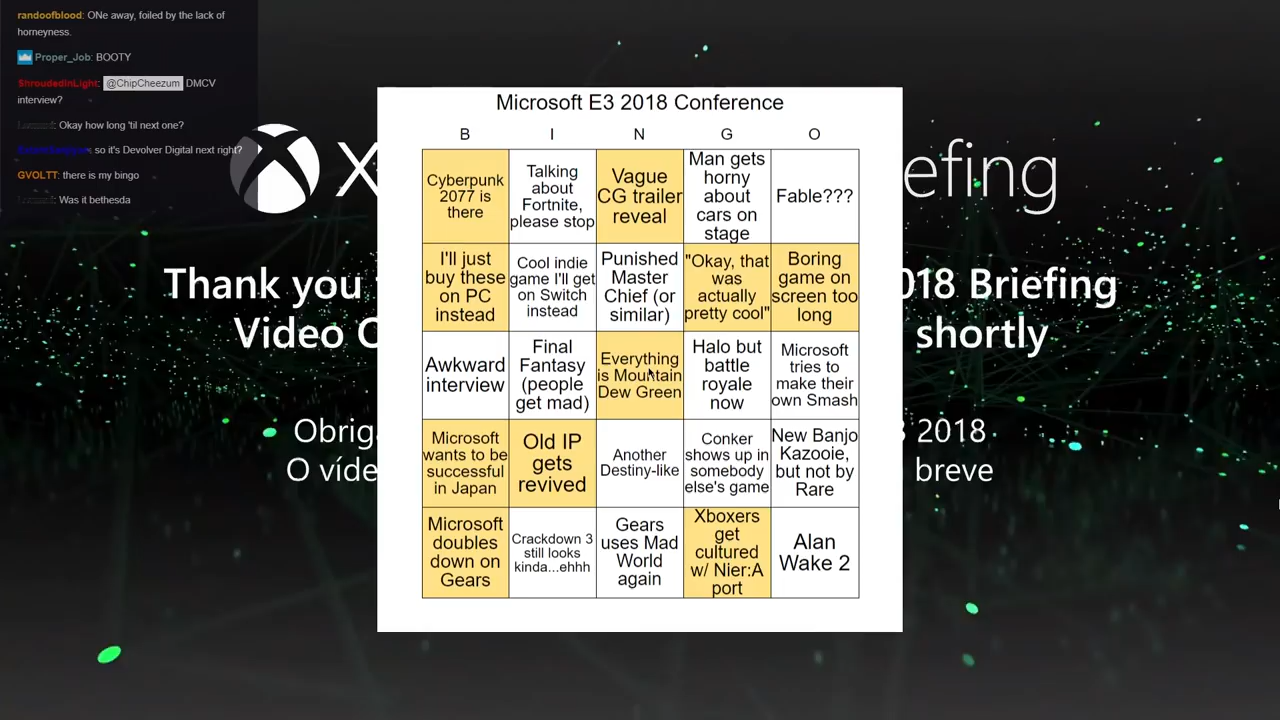 randoofblood: ONe away, foiled by the lack of
horneyness.
Proper_Job: BOOTY
ShroudedinLight: @ChipCheezum DMCV
interview?
Okay how long 'til next one?
so it's Devolver Digital next right?
GVOLTT: there is my bingo
Was it bethesda
X
efing
Thank you
018 Briefing
Video
shortly
2018
O víde
breve
Microsoft E3 2018 Conference
B I N G O
Cyberpunk
2077 is
there
Talking
about
Fortnite,
please stop
Vague
CG trailer
reveal
Man gets
horny
about
cars on
stage
Fable???
I'll just
buy these
on PC
instead
Cool indie
game I'll get
on Switch
instead
Punished
Master
Chief (or
similar)
"Okay, that
was
actually
pretty cool"
Boring
game on
screen too
long
Awkward
interview
Final
Fantasy
(people
get mad)
Everything
is Mountain
Dew Green
Halo but
battle
royale
now
Microsoft
tries to
make their
own Smash
Microsoft
wants to be
successful
in Japan
Old IP
gets
revived
Another
Destiny-like
Conker
shows up in
somebody
else's game
New Banjo
Kazooie,
but not by
Rare
Microsoft
doubles
down on
Gears
Crackdown 3
still looks
kinda...ehhh
Gears
uses Mad
World
again
Xboxers
get
cultured
w/ Nier:A
port
Alan
Wake 2